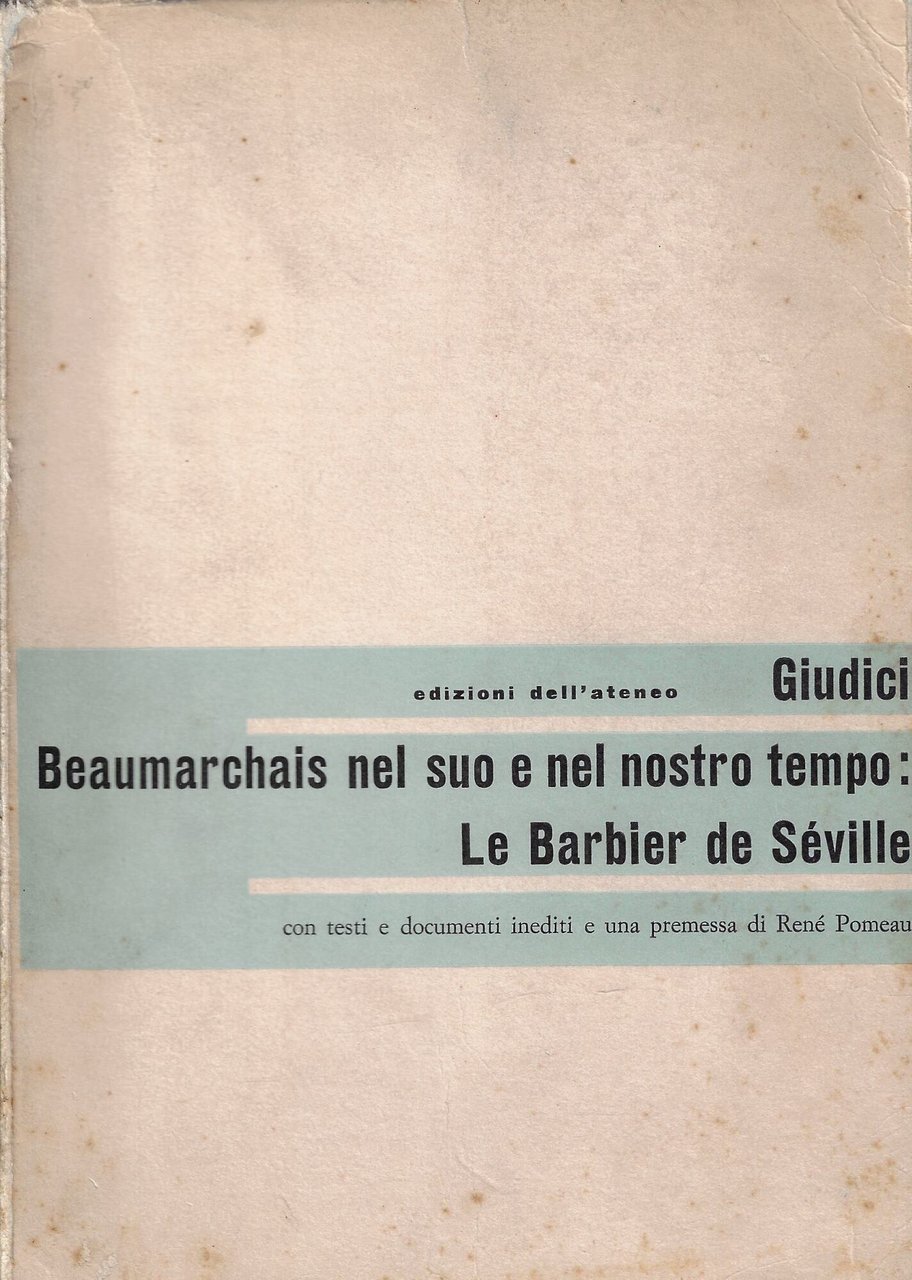 edizioni dell'ateneo Giudici
Beaumarchais nel suo e nel nostro tempo:
Le Barbier de Séville
con testi e documenti inediti e una premessa di René Pomeau